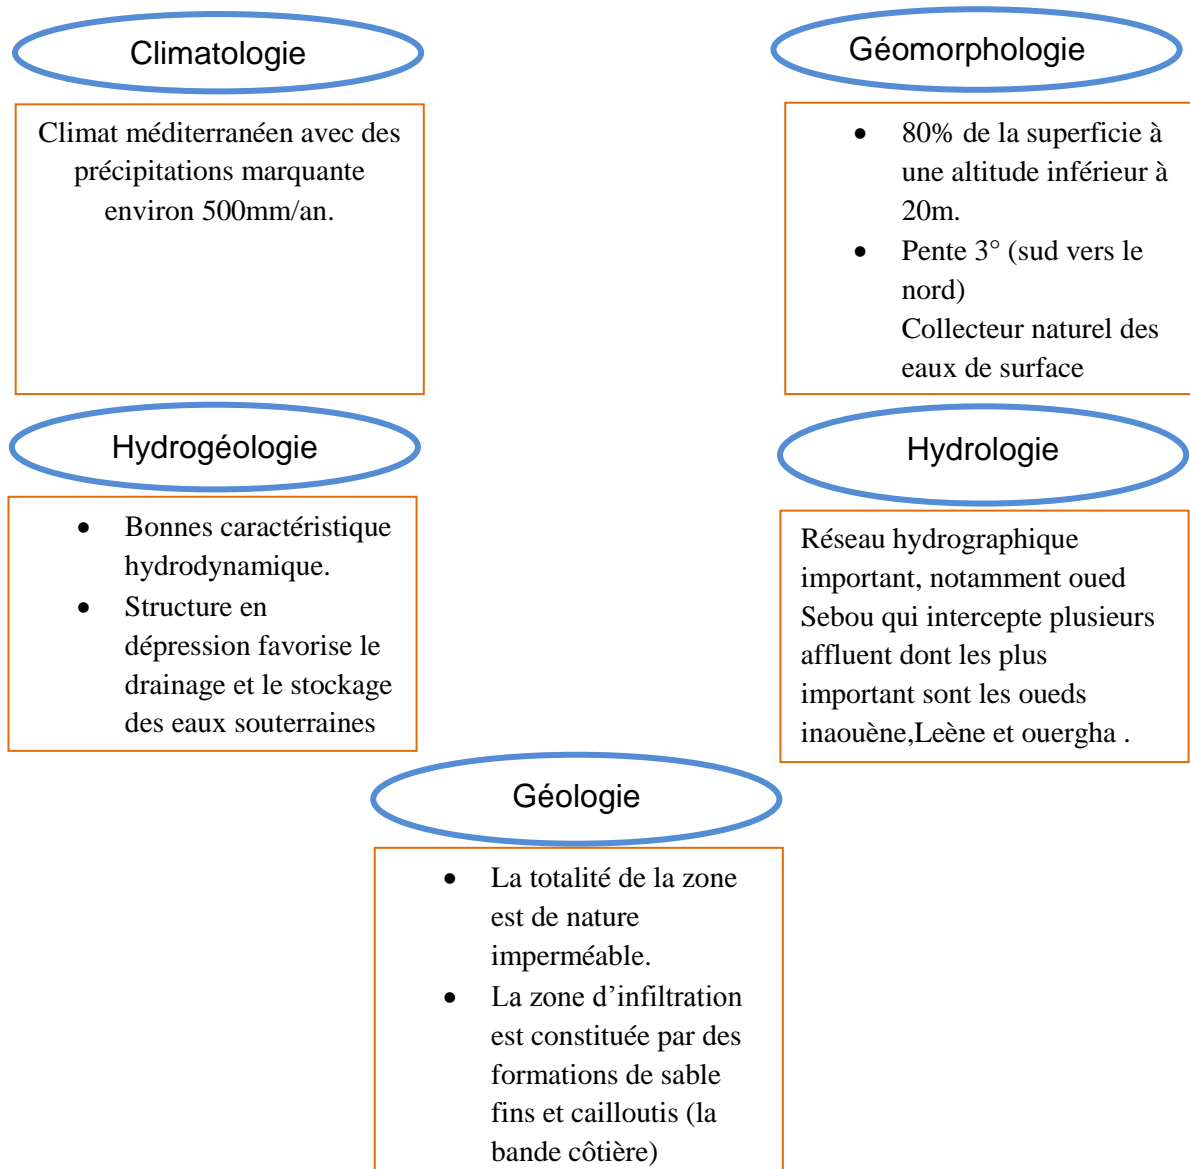 Climatologie
Climat méditerranéen avec des
précipitations marquante
environ 500mm/an.
Géomorphologie
• 80% de la superficie à
une altitude inférieur à
20m.
• Pente 3° (sud vers le
nord)
Collecteur naturel des
eaux de surface
Hydrogéologie
• Bonnes caractéristique
hydrodynamique.
• Structure en
dépression favorise le
drainage et le stockage
des eaux souterraines
Hydrologie
Réseau hydrographique
important, notamment oued
Sebou qui intercepte plusieurs
affluent dont les plus
important sont les oueds
inaouène,Leène et ouergha .
Géologie
• La totalité de la zone
est de nature
imperméable.
• La zone d’infiltration
est constituée par des
formations de sable
fins et cailloutis (la
bande côtière)